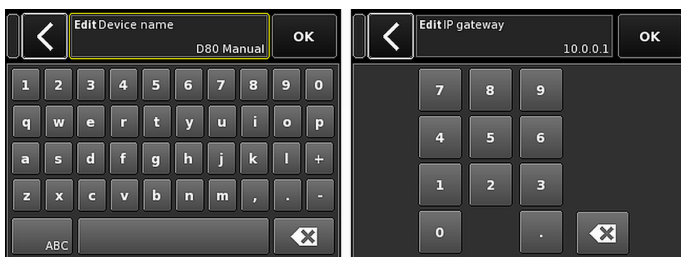 Edit Device name
D80 Manual
OK
1 2 3 4 5 6 7 8 9 0
q w e r t y u i o p
a s d f g h j k l +
z x c v b n m , . -
ABC
Edit IP gateway
10.0.0.1
OK
7 8 9
4 5 6
1 2 3
0 .